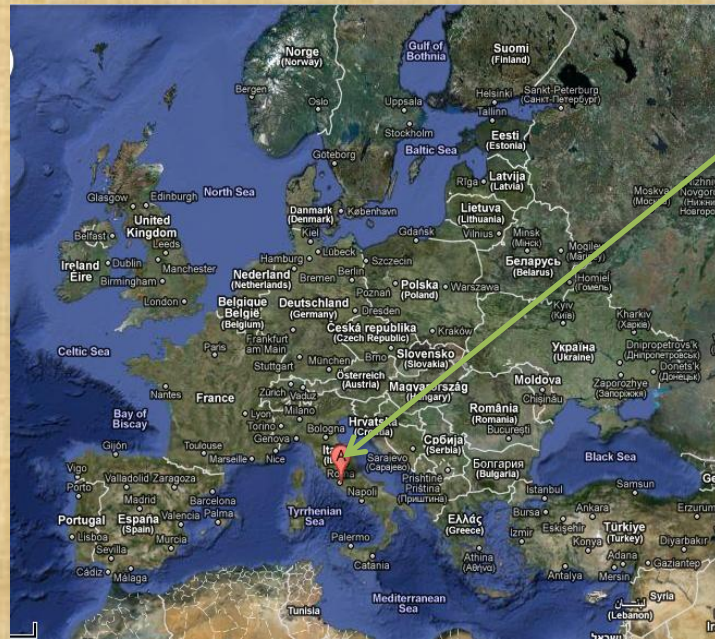 Norge
(Norway)
Gulf of
Bothnia
Suomi
(Finland)
Bergen
Oslo
Uppsala
Helsinki
Sankt-Peterburg
(Санкт-Петербург)
Tallinn
Stockholm
Eesti
(Estonia)
Göteborg
Baltic Sea
Rīga
Latvija
(Latvia)
Moskva
North Sea
Glasgow
Edinburgh
United
Kingdom
Danmark
(Denmark)
København
Lietuva
(Lithuania)
Vilnius
Minsk
(Мінск)
Belfast
Leeds
Kiel
Gdańsk
Беларусь
(Belarus)
Ireland
Éire
Dublin
Manchester
Birmingham
Hamburg
Lübeck
Szczecin
Homiel
(Гомель)
London
Nederland
(Netherlands)
Bremen
Berlin
Poznań
Polska
(Poland)
Warszawa
Belgique
België
(Belgium)
Deutschland
(Germany)
Dresden
Kyiv
(Київ)
Kharkiv
(Харків)
Celtic Sea
Paris
Frankfurt
am Main
Česká republika
(Czech Republic)
Kraków
Україна
(Ukraine)
Dnipropetrovs'k
(Дніпропетровськ)
Stuttgart
Brno
Slovensko
(Slovakia)
Donets'k
(Донецьк)
Nantes
France
München
Österreich
(Austria)
Magyarország
(Hungary)
Moldova
Chișinău
Zaporozhye
(Запоріжжя)
Zürich
Vaduz
Bay of
Biscay
Lyon
Milano
Torino
Hrvatska
România
(Romania)
București
Genova
Bologna
Gijón
Toulouse
Marseille
Nice
Sarajevo
(Сарајево)
Србија
(Serbia)
Black Sea
Vigo
Porto
Valladolid
Zaragoza
A
Roma
Napoli
Prishtinë
Priština
(Приштина)
България
(Bulgaria)
Madrid
Barcelona
Istanbul
Samsun
Portugal
España
(Spain)
Valencia
Palma
Tyrrhenian
Sea
Bursa
Ankara
Erzurum
Lisboa
Sevilla
Murcia
Palermo
Ελλάς
(Greece)
İzmir
Eskişehir
Konya
Türkiye
(Turkey)
Diyarbakır
Cádiz
Málaga
Catania
Athina
(Αθήνα)
Antalya
Adana
Mersin
Gaziantep
Tunisia
Mediterranean
Sea
Syria
لبنان
(Lebanon)